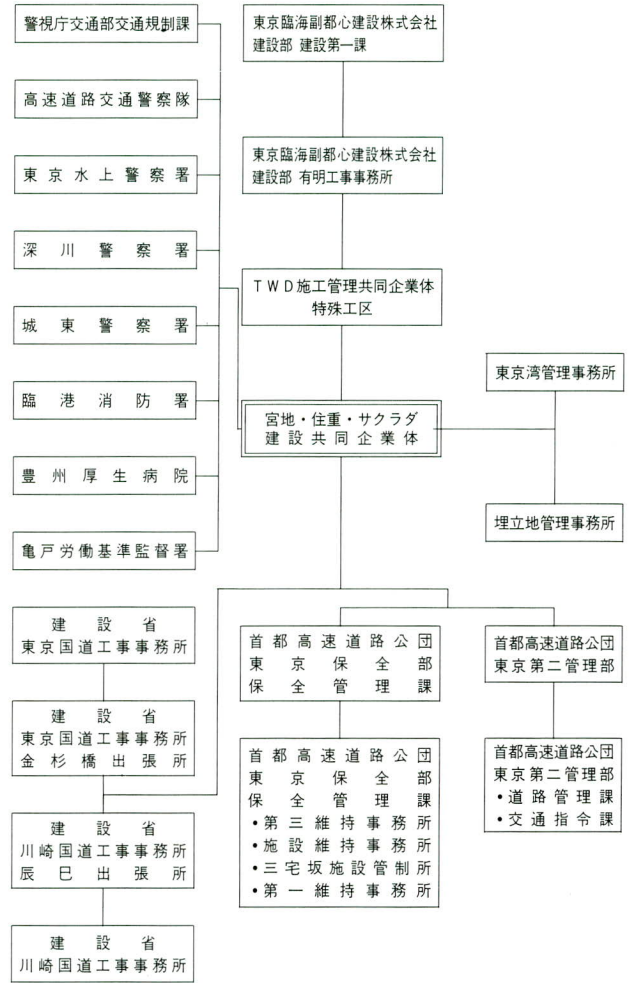 警視庁交通部交通規制課
高速道路交通警察隊
東京水上警察署
深川警察署
城東警察署
臨港消防署
豊州厚生病院
亀戸労働基準監督署
東京臨海副都心建設株式会社
建設部 建設第一課
東京臨海副都心建設株式会社
建設部 有明工事事務所
TWD施工管理共同企業体
特殊工区
宮地・住重・サクラダ
建設共同企業体
東京湾管理事務所
埋立地管理事務所
建設省
東京国道工事事務所
建設省
東京国道工事事務所
金杉橋出張所
建設省
川崎国道工事事務所
辰巳出張所
建設省
川崎国道工事事務所
首都高速道路公団
東京保全部
保全管理課
首都高速道路公団
東京保全部
保全管理課
・第三維持事務所
・施設維持事務所
・三宅坂施設管制所
・第一維持事務所
首都高速道路公団
東京第二管理部
首都高速道路公団
東京第二管理部
・道路管理課
・交通指令課